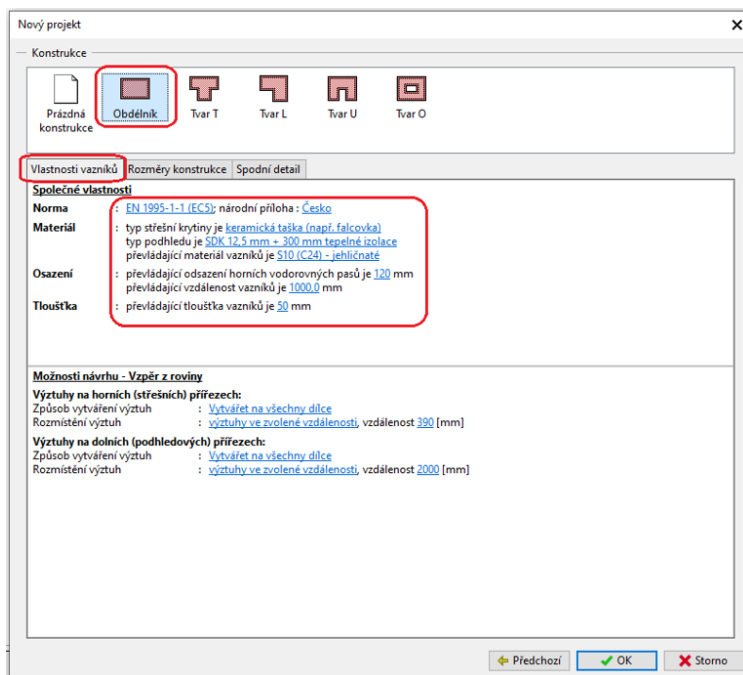 Nový projekt
Konstrukce
Prázdná konstrukce
Obdélník
Tvar T
Tvar L
Tvar U
Tvar O
Vlastnosti vazníků Rozměry konstrukce Spodní detail
Společné vlastnosti
Norma : EN 1995-1-1 (EC5); národní příloha : Česko
Materiál : typ střešní krytiny je keramická taška (např. falcovka)
typ podhledu je SDK 12,5 mm + 300 mm tepelné izolace
převládající materiál vazníků je S10 (C24) - jehličnaté
Osazení : převládající odsazení horních vodorovných pasů je 120 mm
převládající vzdálenost vazníků je 1000,0 mm
Tloušťka : převládající tloušťka vazníků je 50 mm
Možnosti návrhu - Vzpěr z roviny
Výztuhy na horních (střešních) přířezech:
Způsob vytváření výztuh : Vytvářet na všechny dílce
Rozmístění výztuh : výztuhy ve zvolené vzdálenosti, vzdálenost 390 [mm]
Výztuhy na dolních (podhledových) přířezech:
Způsob vytváření výztuh : Vytvářet na všechny dílce
Rozmístění výztuh : výztuhy ve zvolené vzdálenosti, vzdálenost 2000 [mm]
Předchozí OK Storno